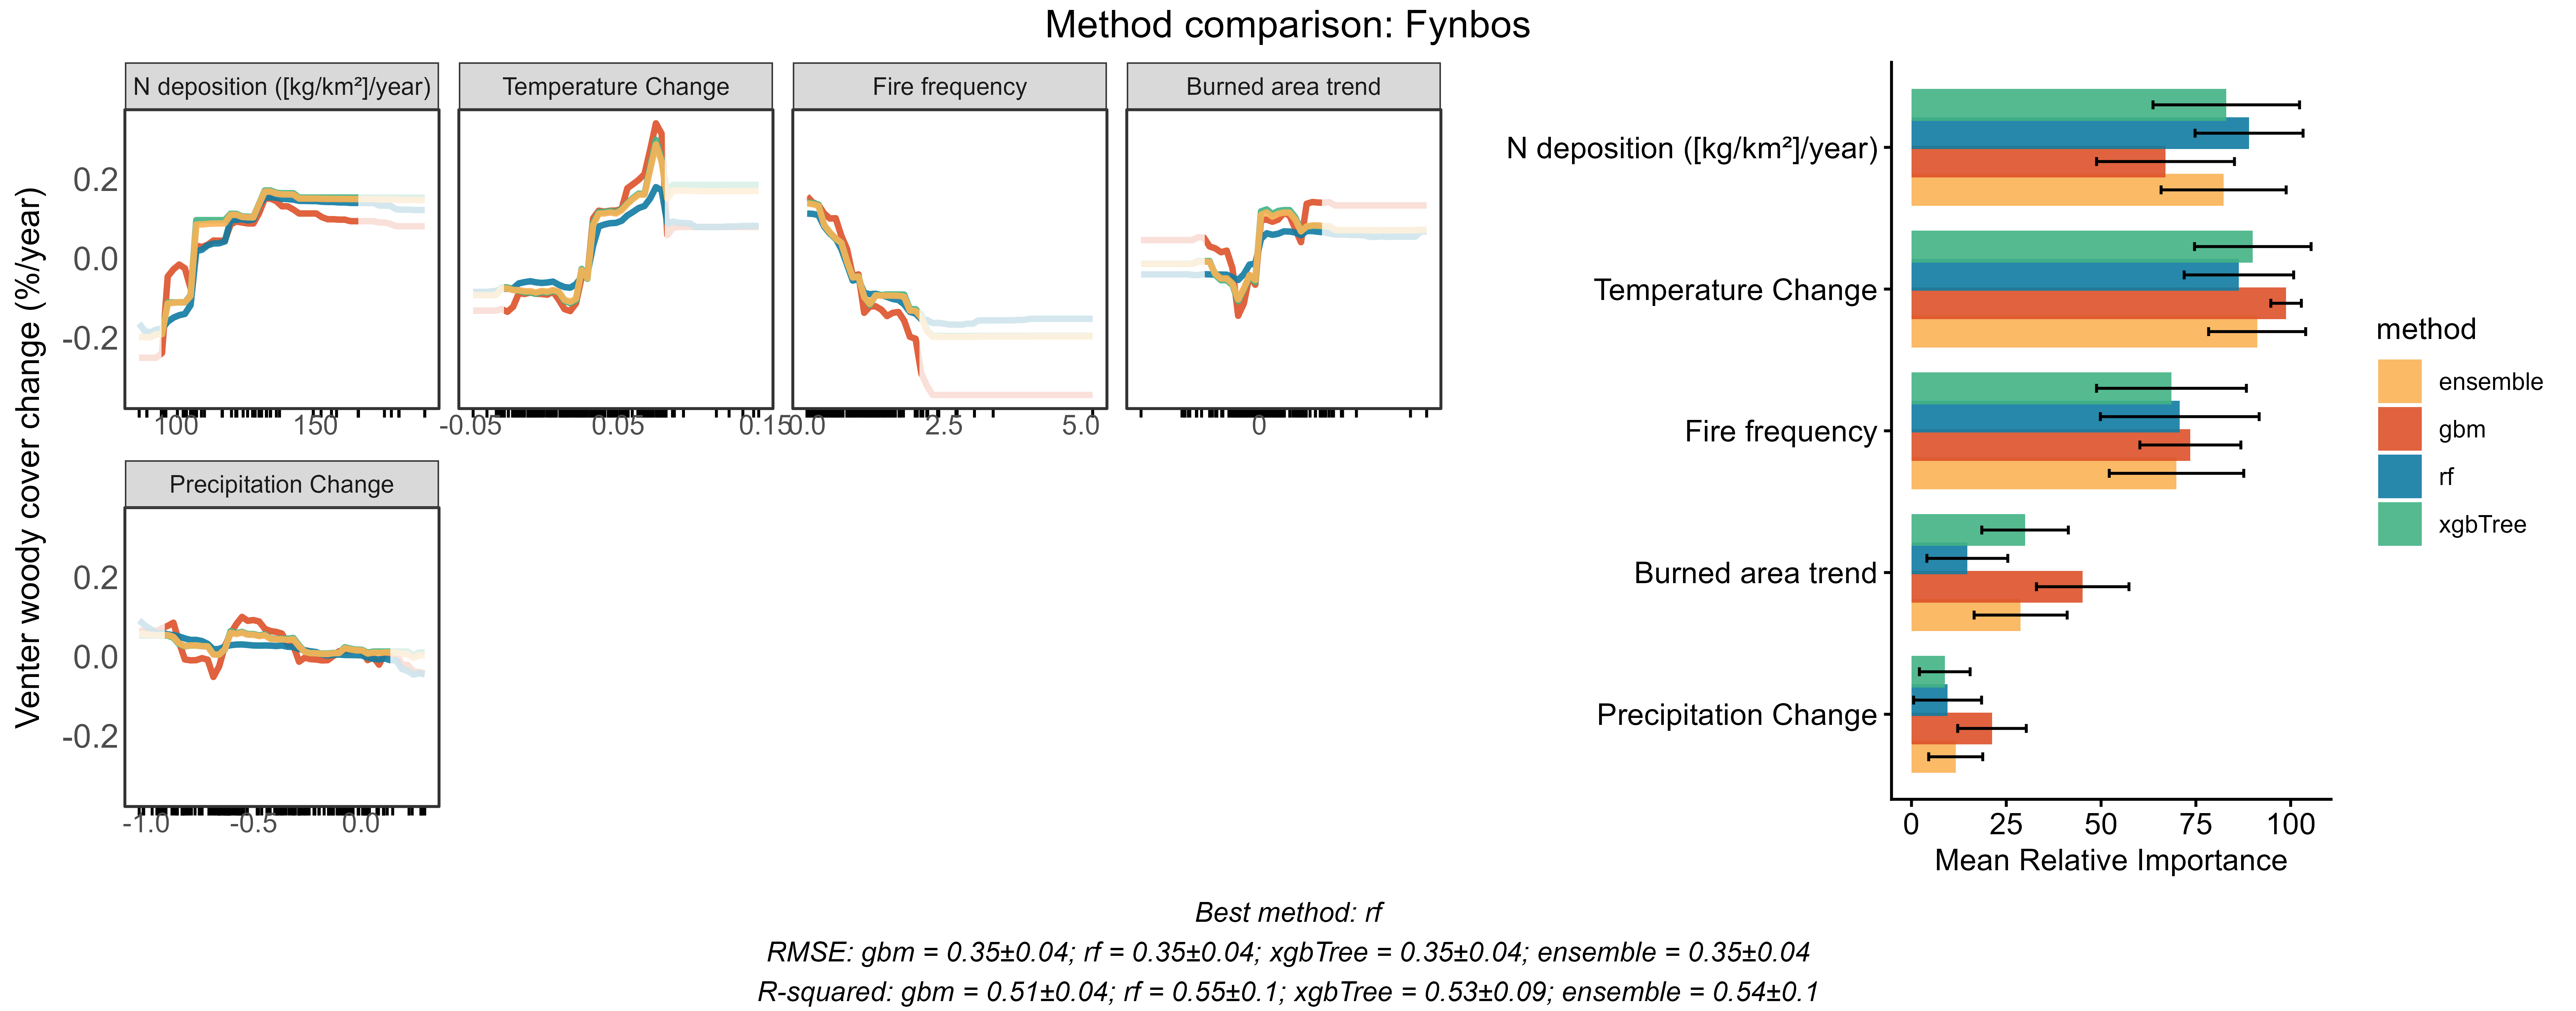 Method comparison: Fynbos
N deposition ([kg/km²]/year)
Temperature Change
Fire frequency
Burned area trend
Venter woody cover change (%/year)
0.2
0.0
-0.2
100
150
-0.05
0.05
0.15
0.0
2.5
5.0
0
Precipitation Change
0.2
0.0
-0.2
-1.0
-0.5
0.0
N deposition ([kg/km²]/year)
Temperature Change
Fire frequency
Burned area trend
Precipitation Change
0
25
50
75
100
Mean Relative Importance
method
ensemble
gbm
rf
xgbTree
Best method: rf
RMSE: gbm = 0.35±0.04; rf = 0.35±0.04; xgbTree = 0.35±0.04; ensemble = 0.35±0.04
R-squared: gbm = 0.51±0.04; rf = 0.55±0.1; xgbTree = 0.53±0.09; ensemble = 0.54±0.1